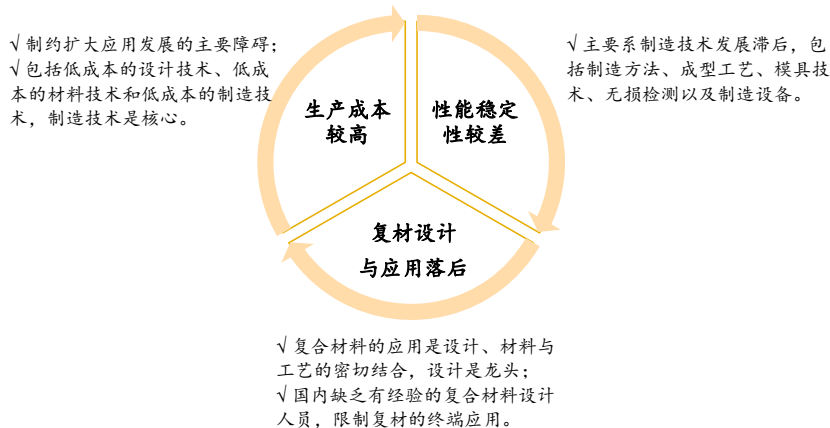 √ 制约扩大应用发展的主要障碍；
√ 包括低成本的设计技术、低成
本的材料技术和低成本的制造技
术，制造技术是核心。
生产成本
较高
性能稳定
性较差
√ 主要系制造技术发展滞后，包
括制造方法、成型工艺、模具技
术、无损检测以及制造设备。
复材设计
与应用落后
√ 复合材料的应用是设计、材料与
工艺的密切结合，设计是龙头；
√ 国内缺乏有经验的复合材料设计
人员，限制复材的终端应用。